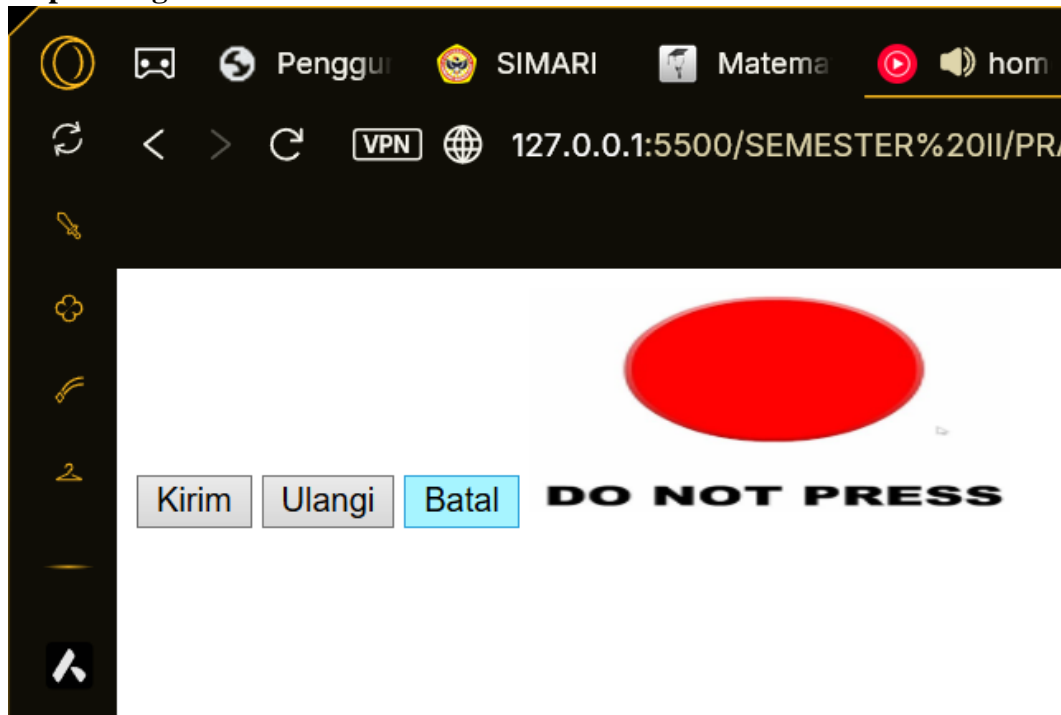 Penggu
SIMARI
Matema
hom
VPN
127.0.0.1:5500/SEMESTER%20II/PR
Kirim
Ulangi
Batal
DO NOT PRESS